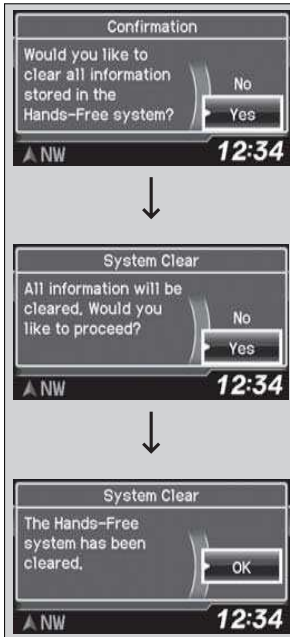 Confirmation
Would you like to
clear all information
stored in the
Hands-Free system?
No
Yes
NW
12:34
System Clear
All information will be
cleared. Would you
like to proceed?
No
Yes
NW
12:34
System Clear
The Hands-Free
system has been
cleared.
OK
NW
12:34